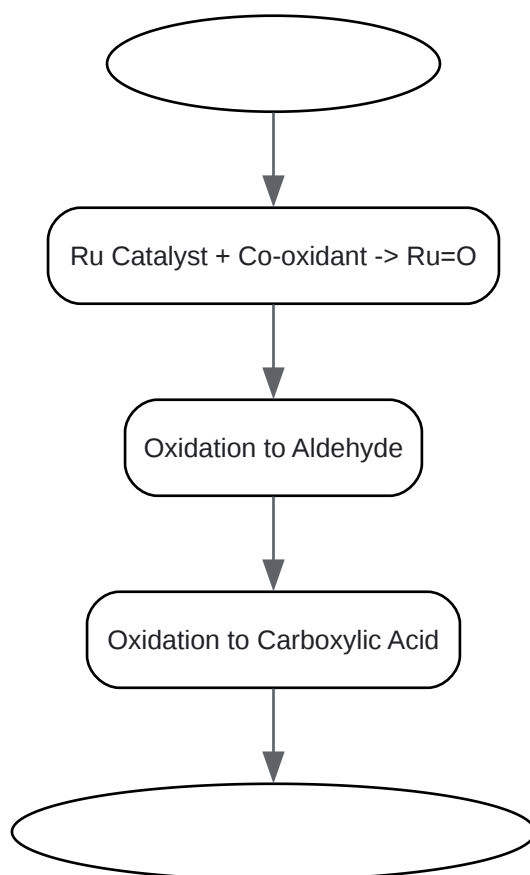 Ru Catalyst + Co-oxidant -> Ru=O
Oxidation to Aldehyde
Oxidation to Carboxylic Acid